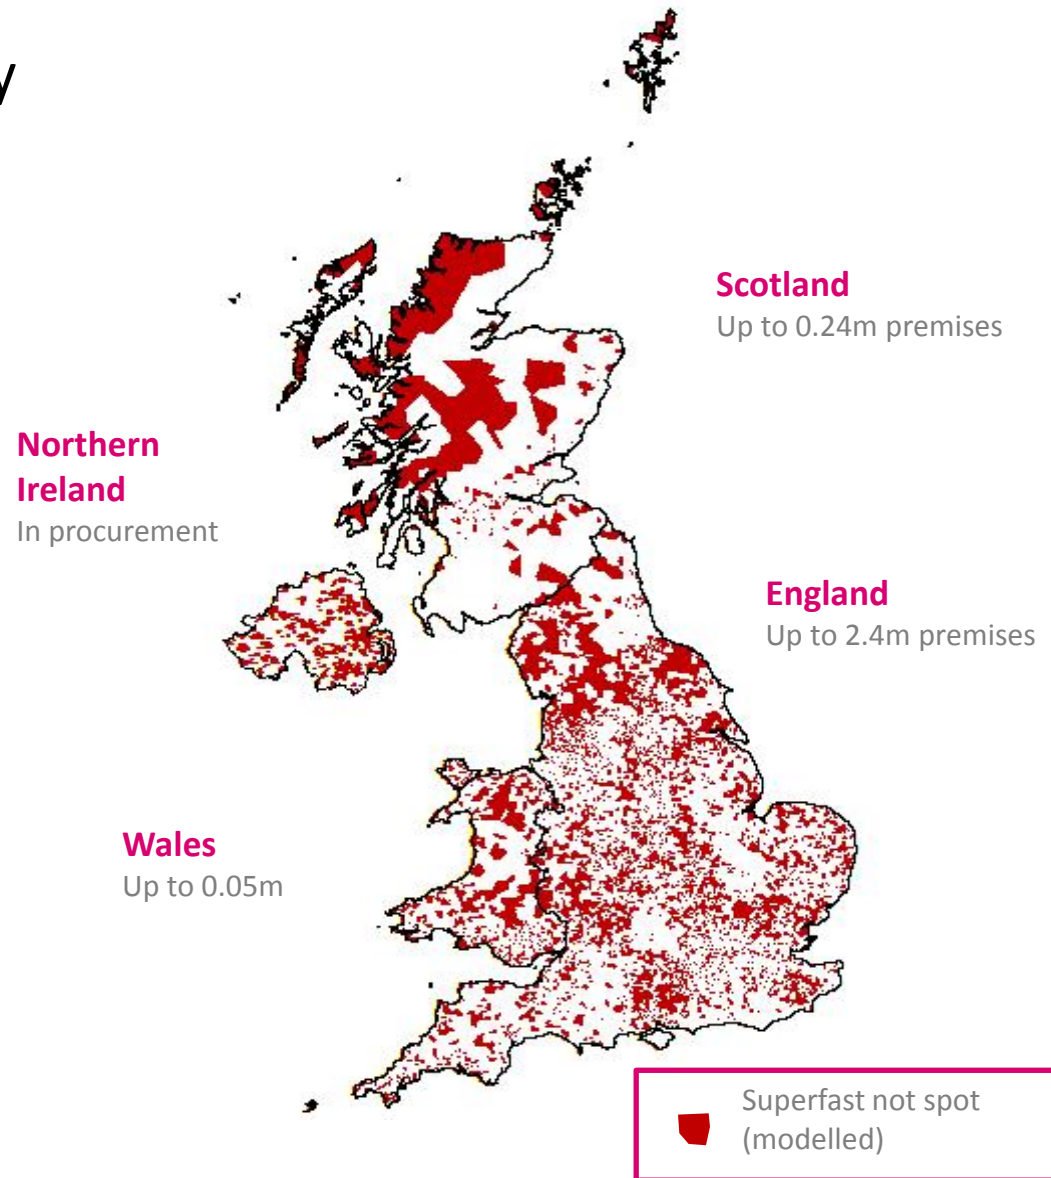 y
Scotland
Up to 0.24m premises
Northern
Ireland
In procurement
England
Up to 2.4m premises
Wales
Up to 0.05m
Superfast not spot
(modelled)